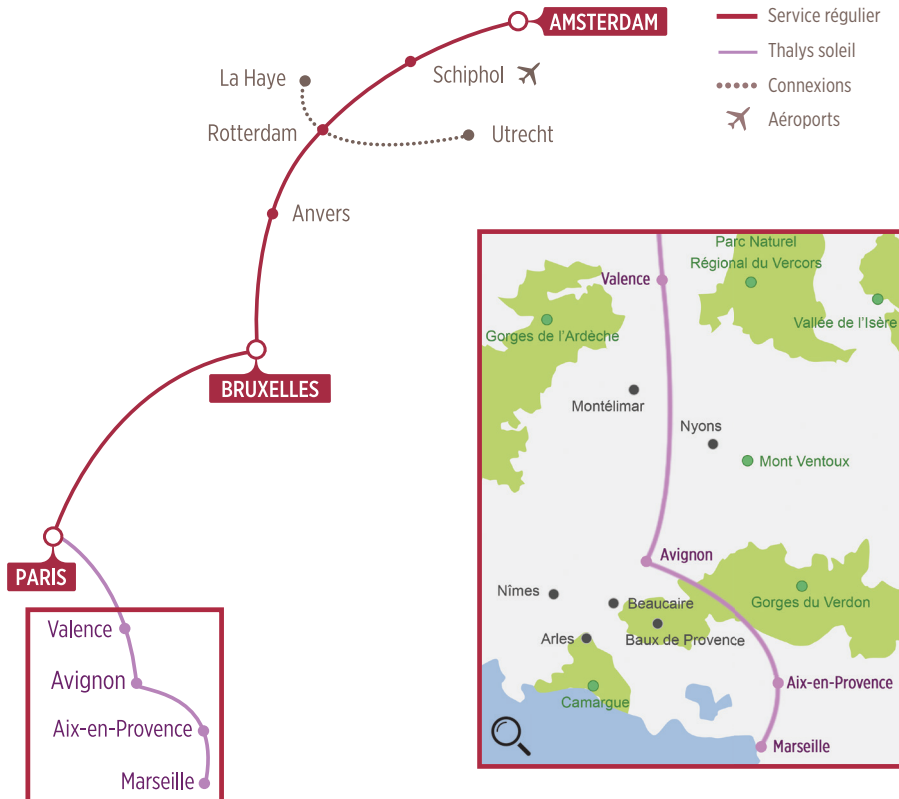 AMSTERDAM
Schiphol
La Haye
Rotterdam
Utrecht
Anvers
BRUXELLES
PARIS
Valence
Avignon
Aix-en-Provence
Marseille
Service régulier
Thalys soleil
Connexions
Aéroports
Parc Naturel
Régional du Vercors
Valence
Vallée de l'Isère
Gorges de l'Ardèche
Montélimar
Nyons
Mont Ventoux
Avignon
Nîmes
Beaucaire
Gorges du Verdon
Arles
Baux de Provence
Camargue
Aix-en-Provence
Marseille